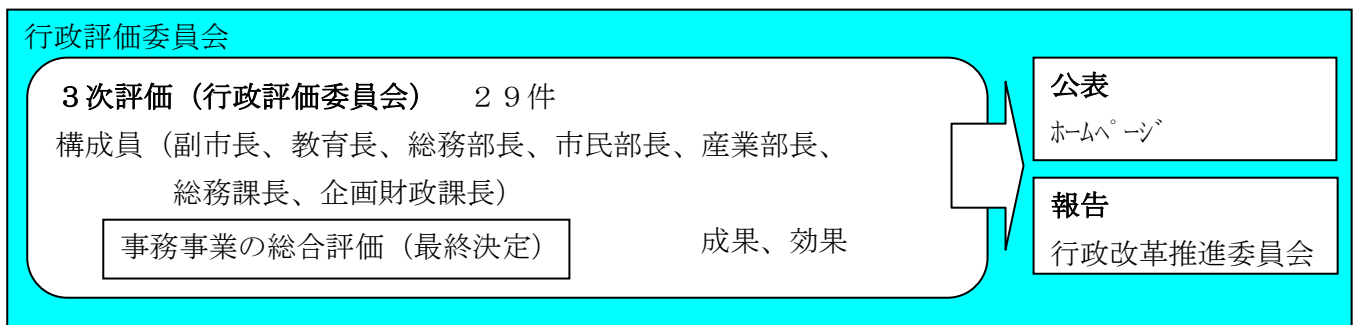 行政評価委員会
３次評価（行政評価委員会）　２９件
構成員（副市長、教育長、総務部長、市民部長、産業部長、
総務課長、企画財政課長）
事務事業の総合評価（最終決定）
成果、効果
公表
ﾎｰﾑﾍﾟｰｼﾞ
報告
行政改革推進委員会